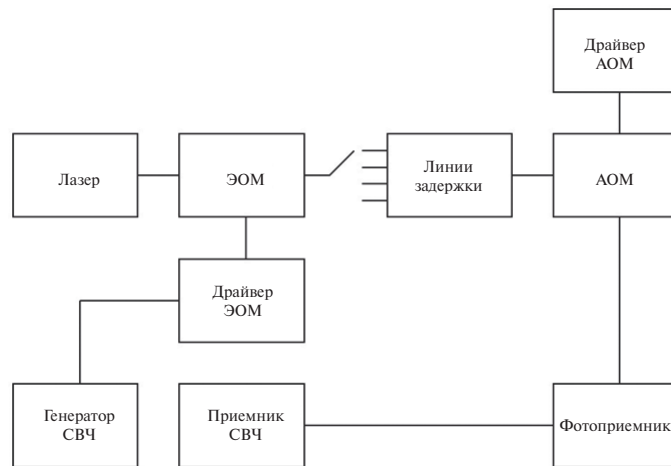 Драйвер
АОМ
Лазер
ЭОМ
Линии
задержки
АОМ
Драйвер
ЭОМ
Генератор
СВЧ
Приемник
СВЧ
Фотоприемник